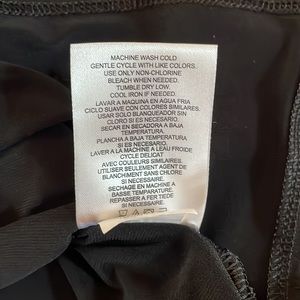 MACHINE WASH COLD
GENTLE CYCLE WITH LIKE COLORS.
USE ONLY NON-CHLORINE
BLEACH WHEN NEEDED.
TUMBLE DRY LOW.
COOL IRON IF NEEDED.
LAVAR A MAQUINA EN AGUA FRIA
CICLO SUAVE CON COLORES SIMILARES.
USAR SOLO BLANQUEADOR SIN
CLORO SI ES NECESARIO.
SECAR EN SECADORA A BAJA
TEMPERATURA.
PLANCHA A BAJA TEMPERATURA
SI ES NECESARIO.
LAVER A LA MACHINE A LEAU FROIDE
CYCLE DELICAT
AVEC COULEURS SIMILAIRES.
UTILISER SEULEMENT AGENT DE
BLANCHIMENT SANS CHLORE
SI NECESSAIRE.
SECHAGE EN MACHINE A
BASSE TEMPARATURE.
REPASSER A FER TIED
SI NECESSAIRE.